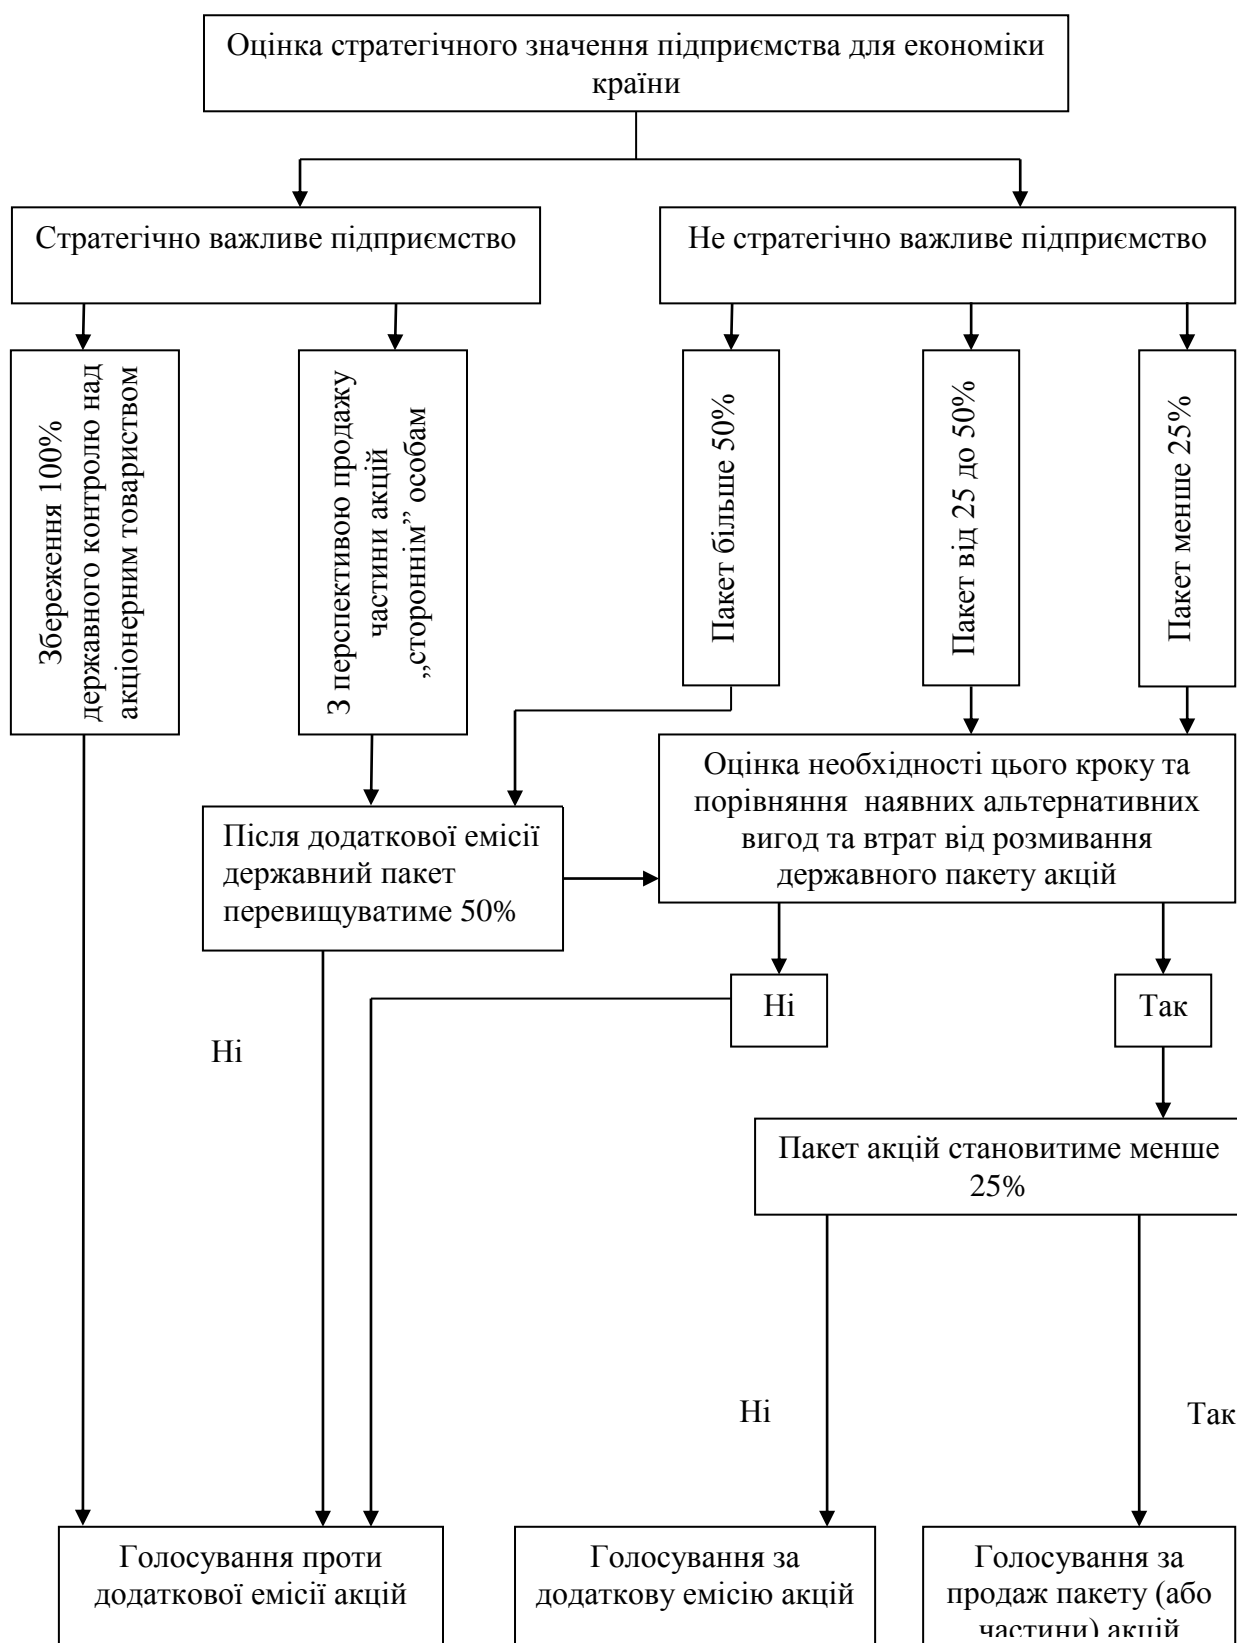 Оцінка стратегічного значення підприємства для економіки
країни
Стратегічно важливе підприємство
Не стратегічно важливе підприємство
Збереження 100%
державного контролю над
акціонерним товариством
З перспективою продажу
частини акцій
„стороннім” особам
Пакет більше 50%
Пакет від 25 до 50%
Пакет менше 25%
Оцінка необхідності цього кроку та
порівняння наявних альтернативних
вигод та втрат від розмивання
державного пакету акцій
Після додаткової емісії
державний пакет
перевищуватиме 50%
Ні
Так
Ні
Пакет акцій становитиме менше
25%
Ні
Так
Голосування проти
додаткової емісії акцій
Голосування за
додаткову емісію акцій
Голосування за
продаж пакету (або
частини) акцій